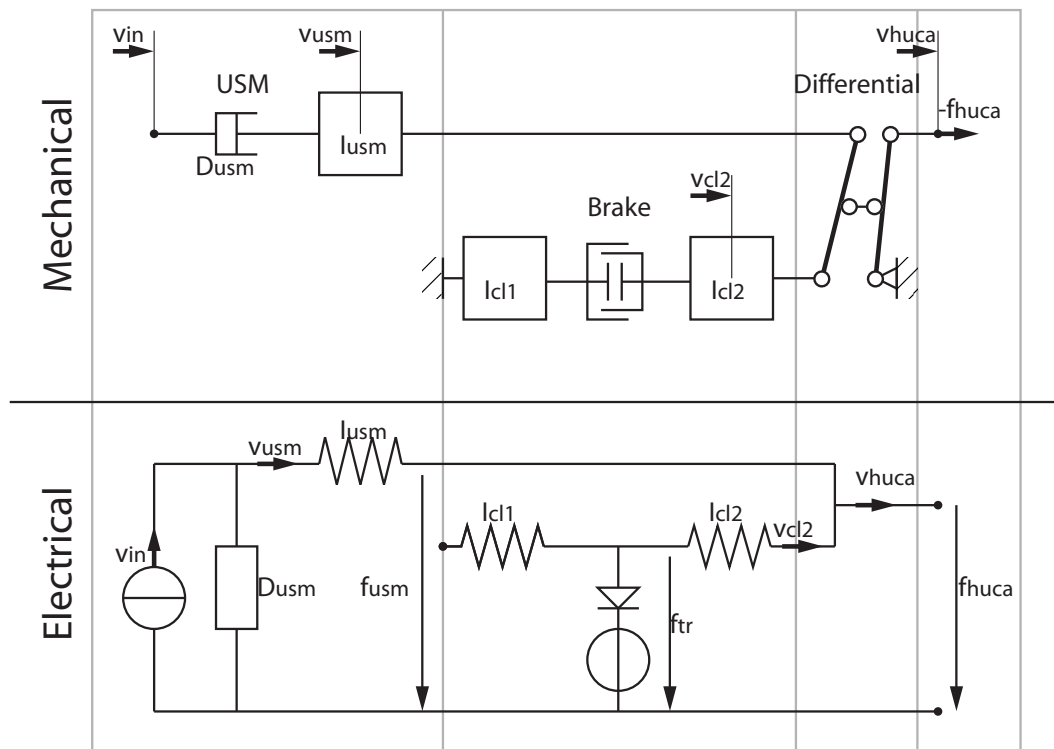 Mechanical
vin
vusm
vhuca
USM
Differential
-fhuca
Iusm
Dusm
vcl2
Brake
Icl1
Icl2
Electrical
Iusm
vusm
vhuca
Icl1
Icl2
vcl2
vin
Dusm
fusm
ftr
fhuca